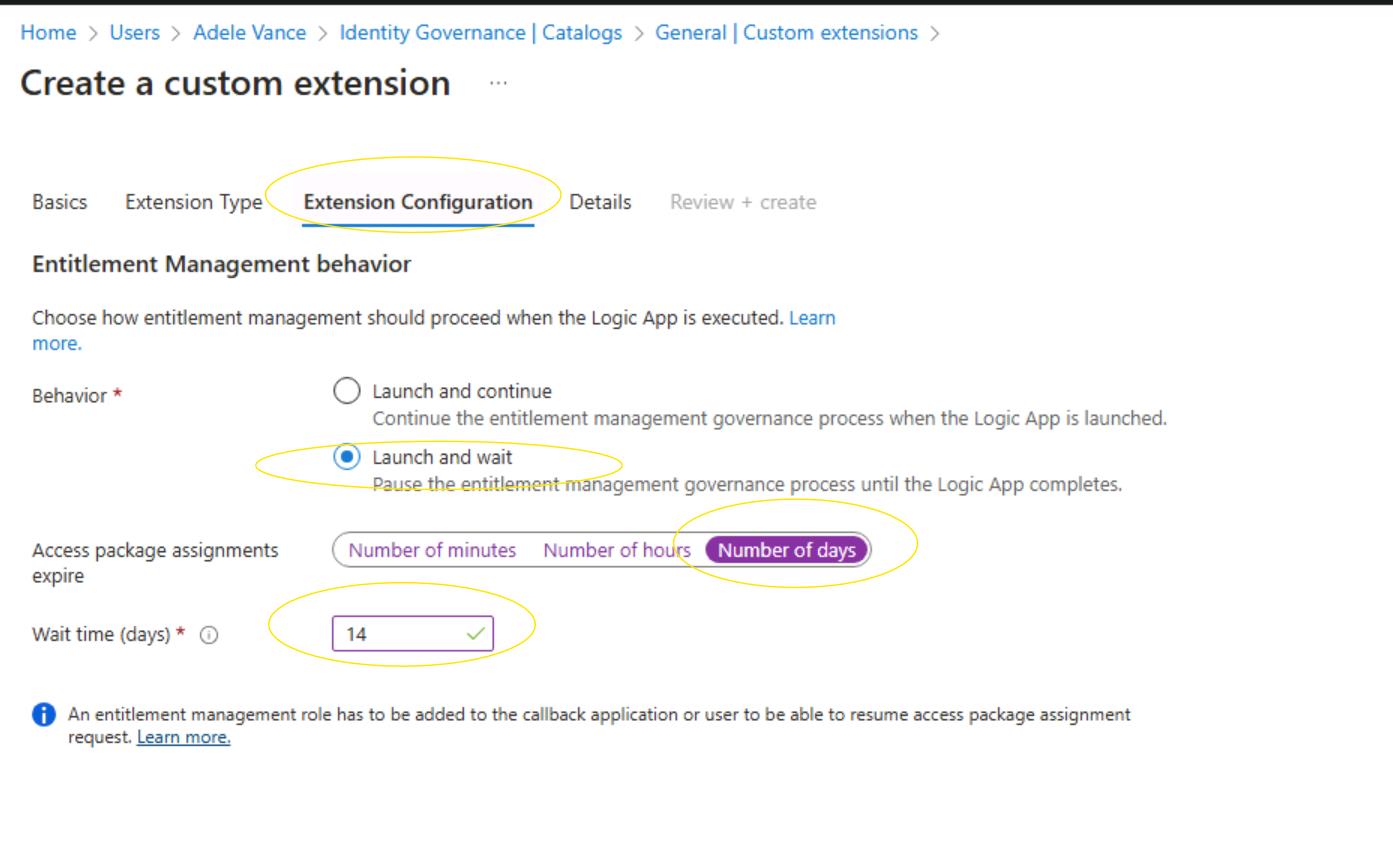 Home > Users > Adele Vance > Identity Governance | Catalogs > General | Custom extensions >
Create a custom extension ...
Basics Extension Type Extension Configuration Details Review + create
Entitlement Management behavior
Choose how entitlement management should proceed when the Logic App is executed. Learn
more.
Behavior *
Launch and continue
Continue the entitlement management governance process when the Logic App is launched.
Launch and wait
Pause the entitlement management governance process until the Logic App completes.
Access package assignments
expire
Number of minutes Number of hours Number of days
Wait time (days) * 14
An entitlement management role has to be added to the callback application or user to be able to resume access package assignment
request. Learn more.